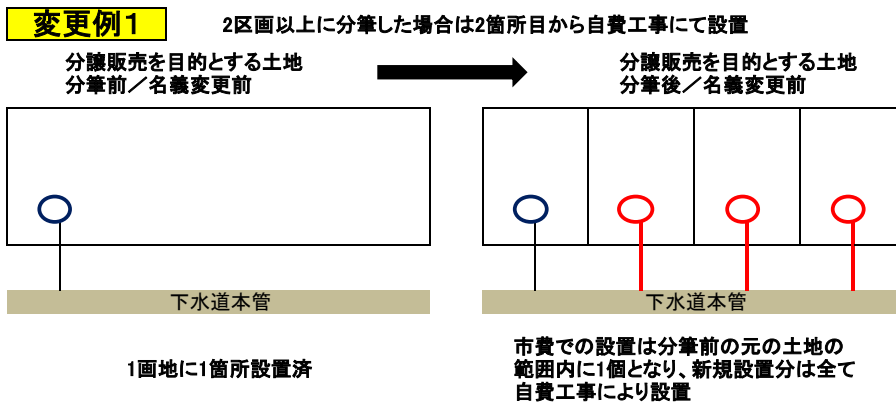 変更例1
2区画以上に分筆した場合は2箇所目から自費工事にて設置
分譲販売を目的とする土地
分筆前／名義変更前
分譲販売を目的とする土地
分筆後／名義変更前
下水道本管
下水道本管
1画地に1箇所設置済
市費での設置は分筆前の元の土地の
範囲内に1個となり、新規設置分は全て
自費工事により設置